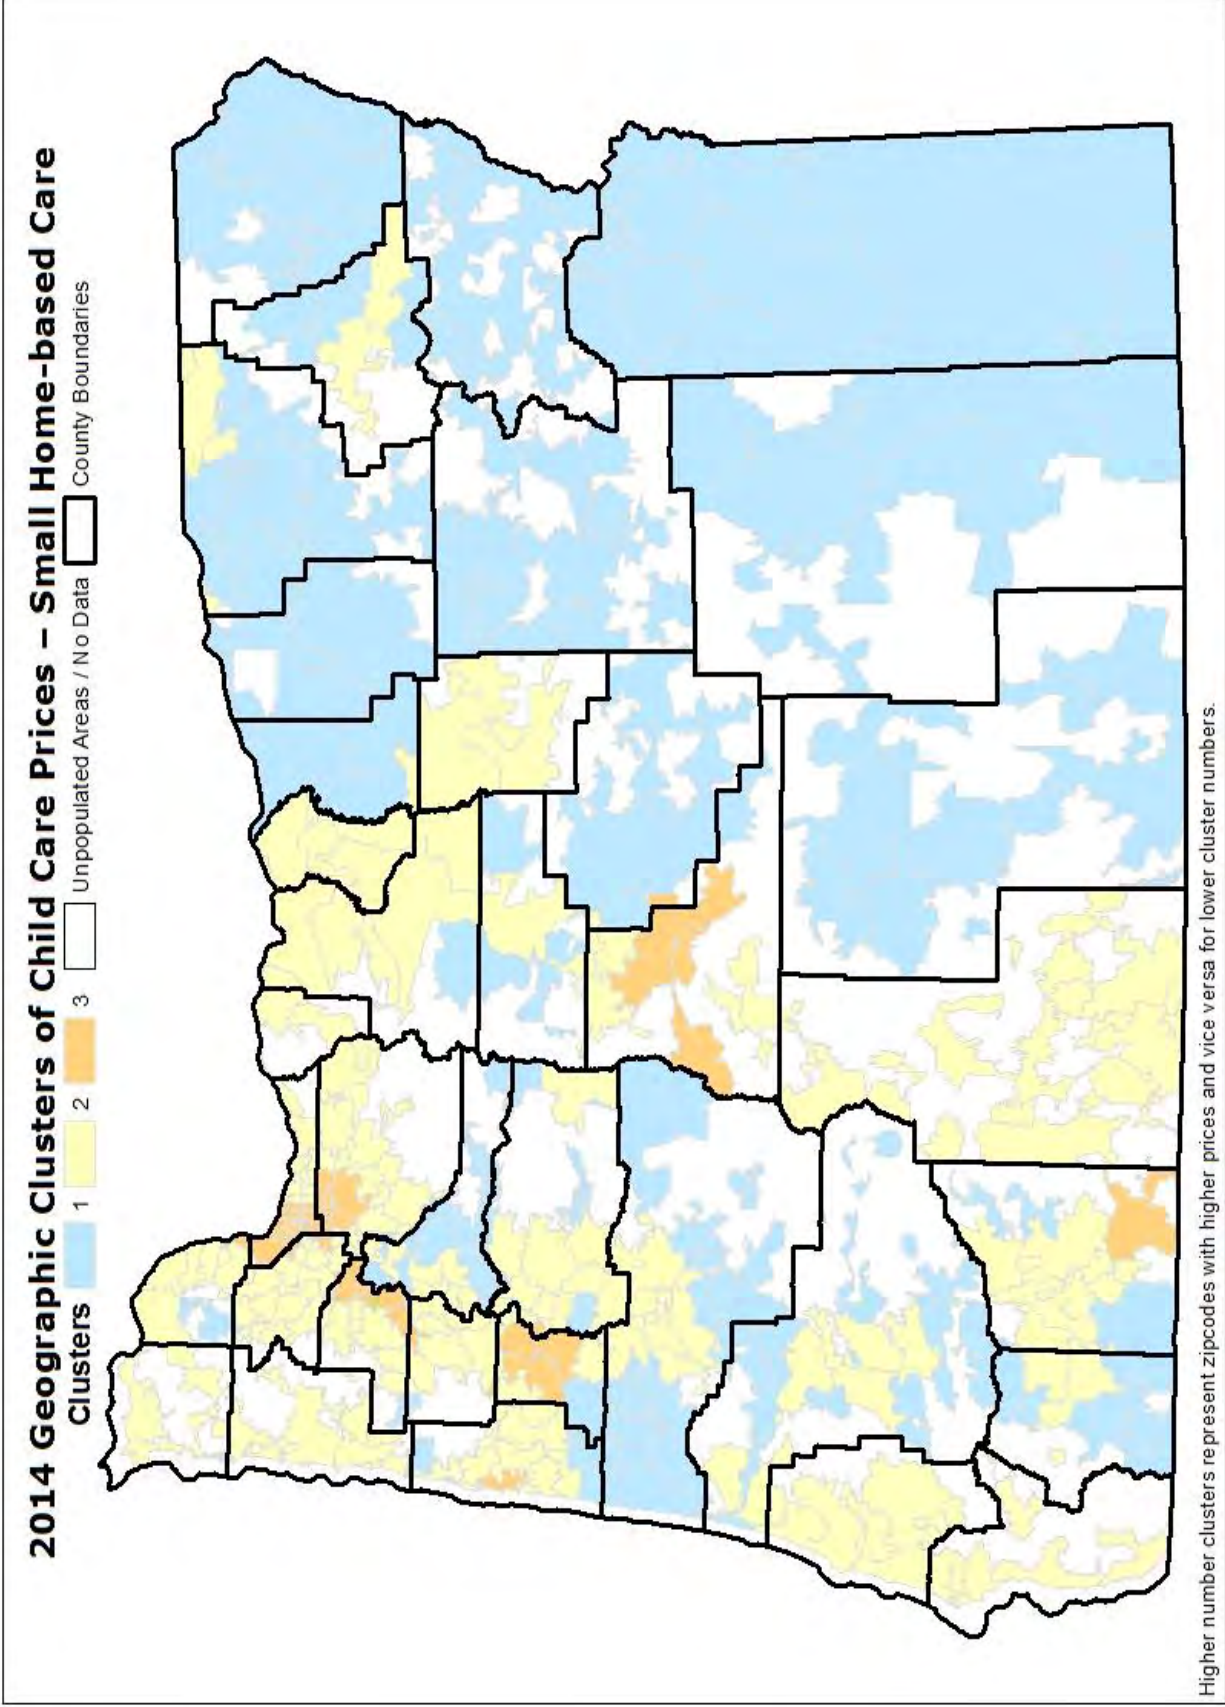 2014 Geographic Clusters of Child Care Prices – Small Home-based Care
Clusters 1 2 3 Unpopulated Areas / No Data County Boundaries
Higher number clusters represent zipcodes with higher prices and vice versa for lower cluster numbers.